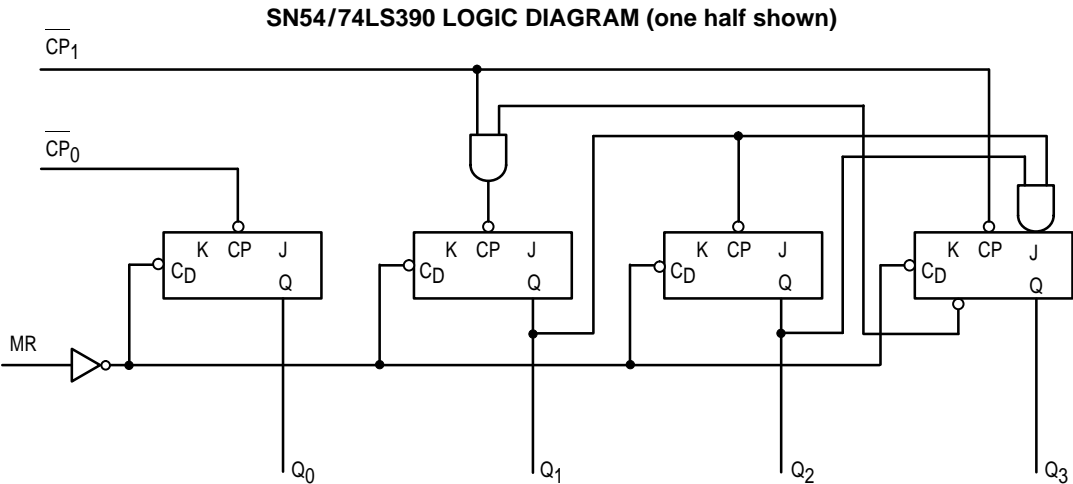 SN54/74LS390 LOGIC DIAGRAM (one half shown)
CP1
CP0
K CP J
CD
Q
K CP J
CD
Q
K CP J
CD
Q
K CP J
CD
Q
MR
Q0
Q1
Q2
Q3